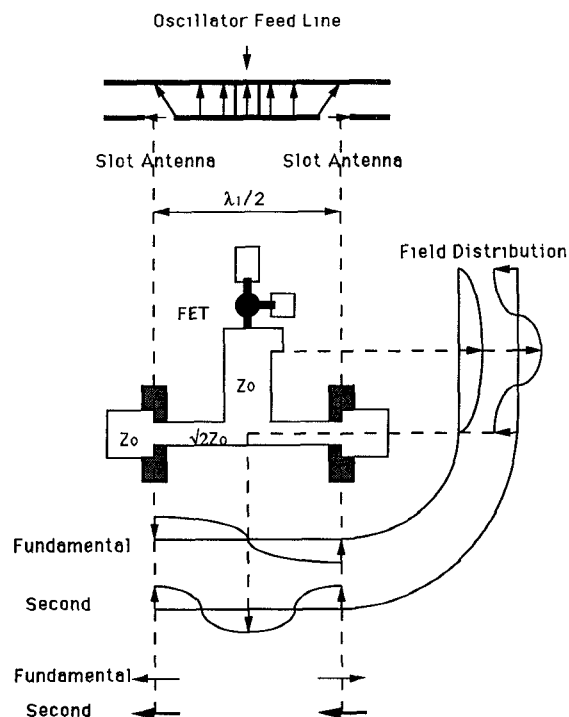 Oscillator Feed Line
Slot Antenna
Slot Antenna
λ1/2
Field Distribution
FET
Zo
Zo
√2Zo
Fundamental
Second
Fundamental
Second